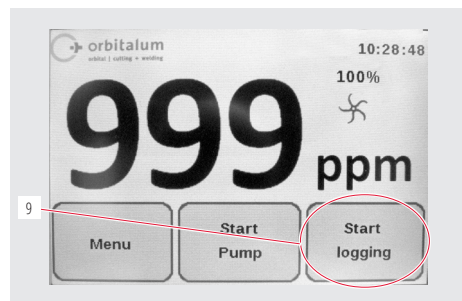 orbitalum
orbital | cutting + welding
10:28:48
100%
999
ppm
9
Menu
Start
Pump
Start
logging